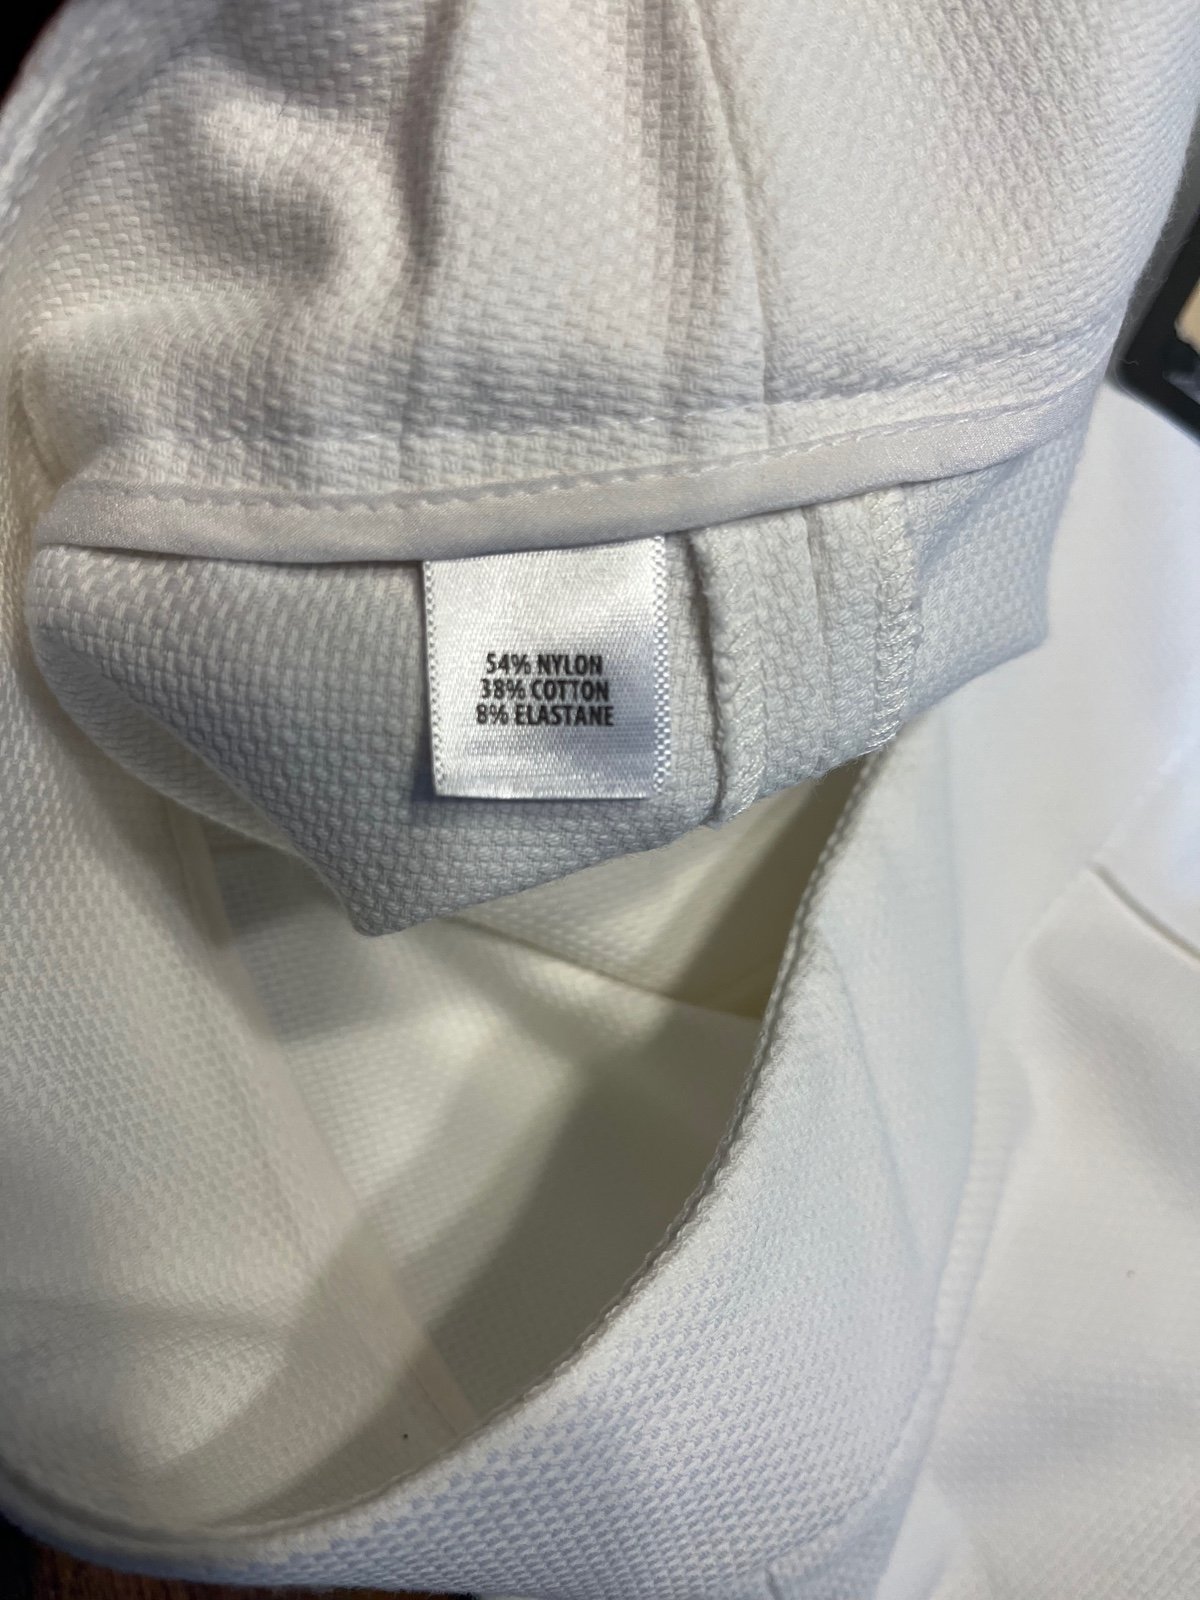 54% NYLON
38% COTTON
8% ELASTANE